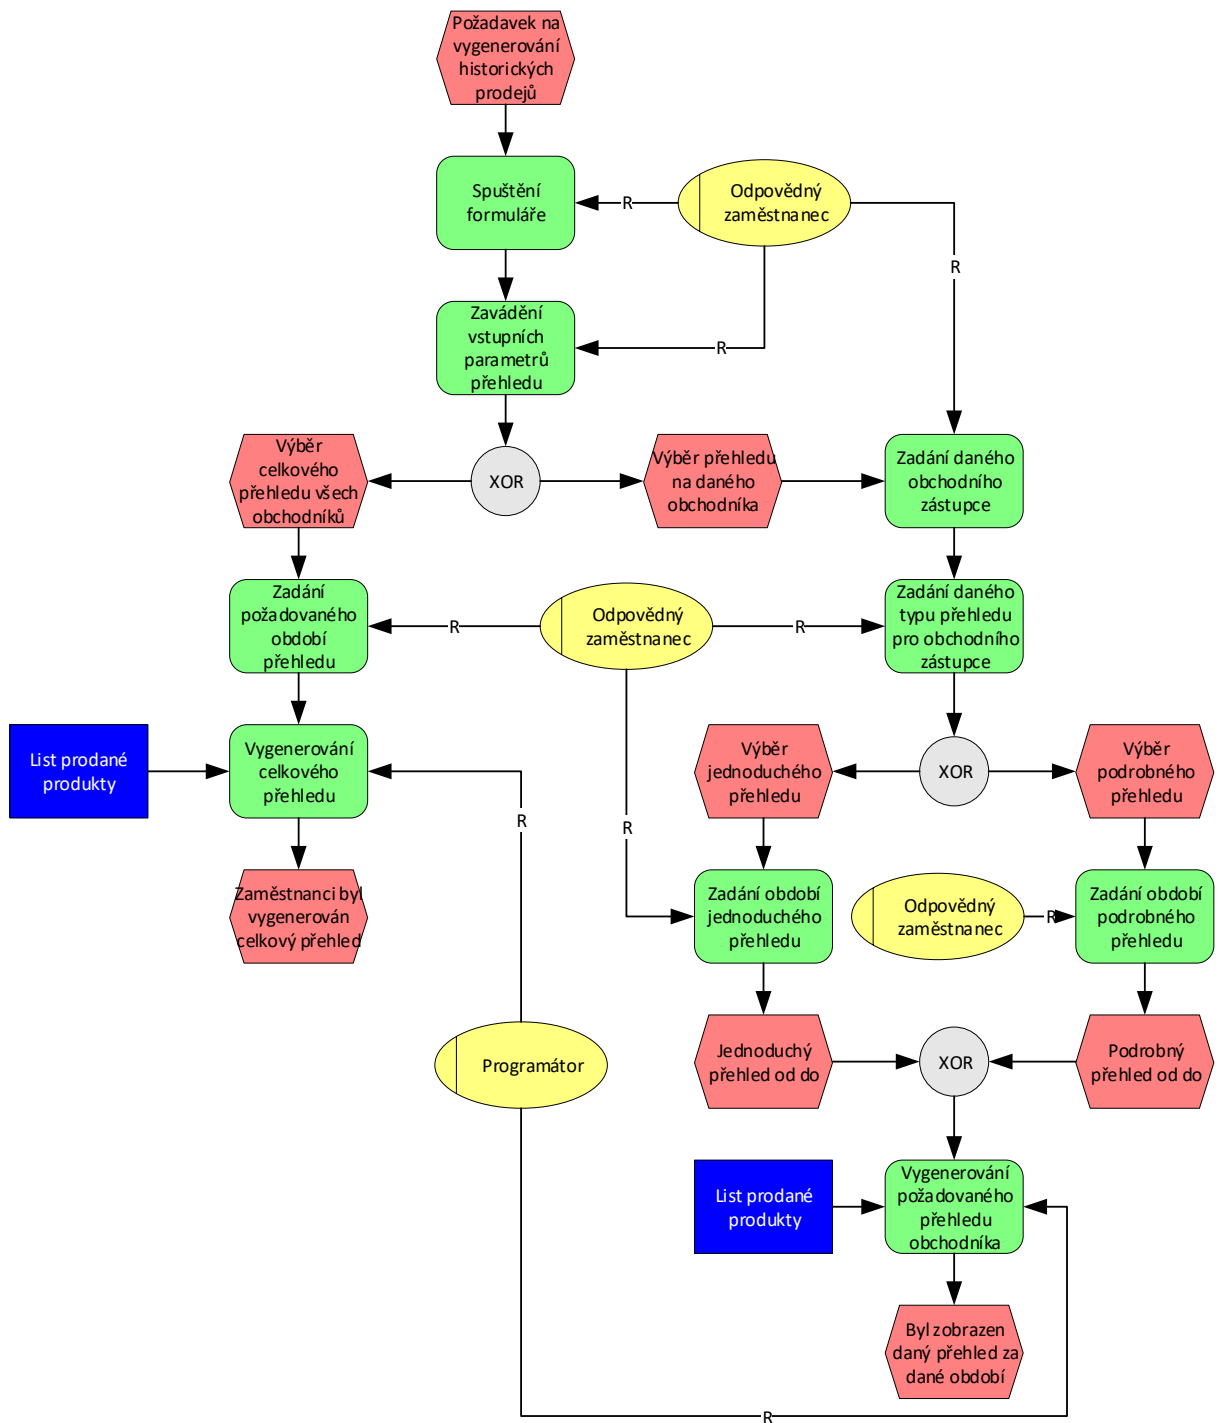 Požadavek na
vygenerování
historických
prodejů
Spuštění
formuláře
R
Odpovědný
zaměstnanec
R
Zavádění
vstupních
parametrů
přehledu
R
Výběr
celkového
přehledu všech
obchodníků
XOR
Výběr přehledu
na daného
obchodníka
Zadání daného
obchodního
zástupce
Zadání
požadovaného
období
přehledu
R
Odpovědný
zaměstnanec
R
Zadání daného
typu přehledu
pro obchodního
zástupce
List prodané
produkty
Vygenerování
celkového
přehledu
R
R
Výběr
jednoduchého
přehledu
XOR
Výběr
podrobného
přehledu
Zaměstnanci byl
vygenerován
celkový přehled
Zadání období
jednoduchého
přehledu
Odpovědný
zaměstnanec
R
Zadání období
podrobného
přehledu
Programátor
Jednoduchý
přehled od do
XOR
Podrobný
přehled od do
List prodané
produkty
Vygenerování
požadovaného
přehledu
obchodníka
Byl zobrazen
daný přehled za
dané období
R